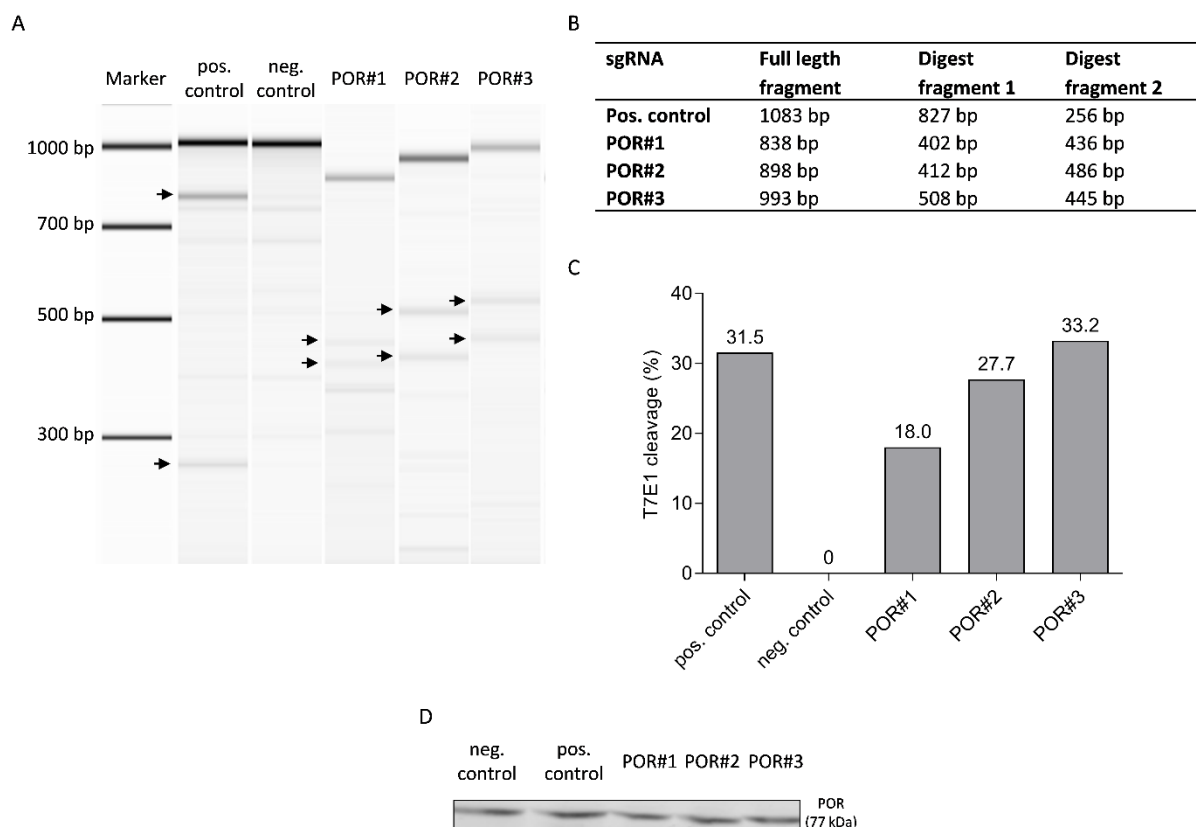 A
Marker
pos.
control
neg.
control
POR#1
POR#2
POR#3
1000 bp
700 bp
500 bp
300 bp
B
sgRNA Full legth fragment Digest fragment 1 Digest fragment 2
Pos. control 1083 bp 827 bp 256 bp
POR#1 838 bp 402 bp 436 bp
POR#2 898 bp 412 bp 486 bp
POR#3 993 bp 508 bp 445 bp
C
T7E1 cleavage (%)
40
30
20
10
0
31.5
0
18.0
27.7
33.2
pos. control
neg. control
POR#1
POR#2
POR#3
D
neg.
control
pos.
control
POR#1 POR#2 POR#3
POR
(77 kDa)